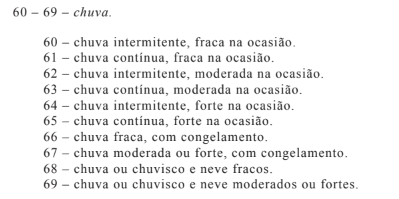 60 – 69 – chuva.
60 – chuva intermitente, fraca na ocasião.
61 – chuva contínua, fraca na ocasião.
62 – chuva intermitente, moderada na ocasião.
63 – chuva contínua, moderada na ocasião.
64 – chuva intermitente, forte na ocasião.
65 – chuva contínua, forte na ocasião.
66 – chuva fraca, com congelamento.
67 – chuva moderada ou forte, com congelamento.
68 – chuva ou chuvisco e neve fracos.
69 – chuva ou chuvisco e neve moderados ou fortes.